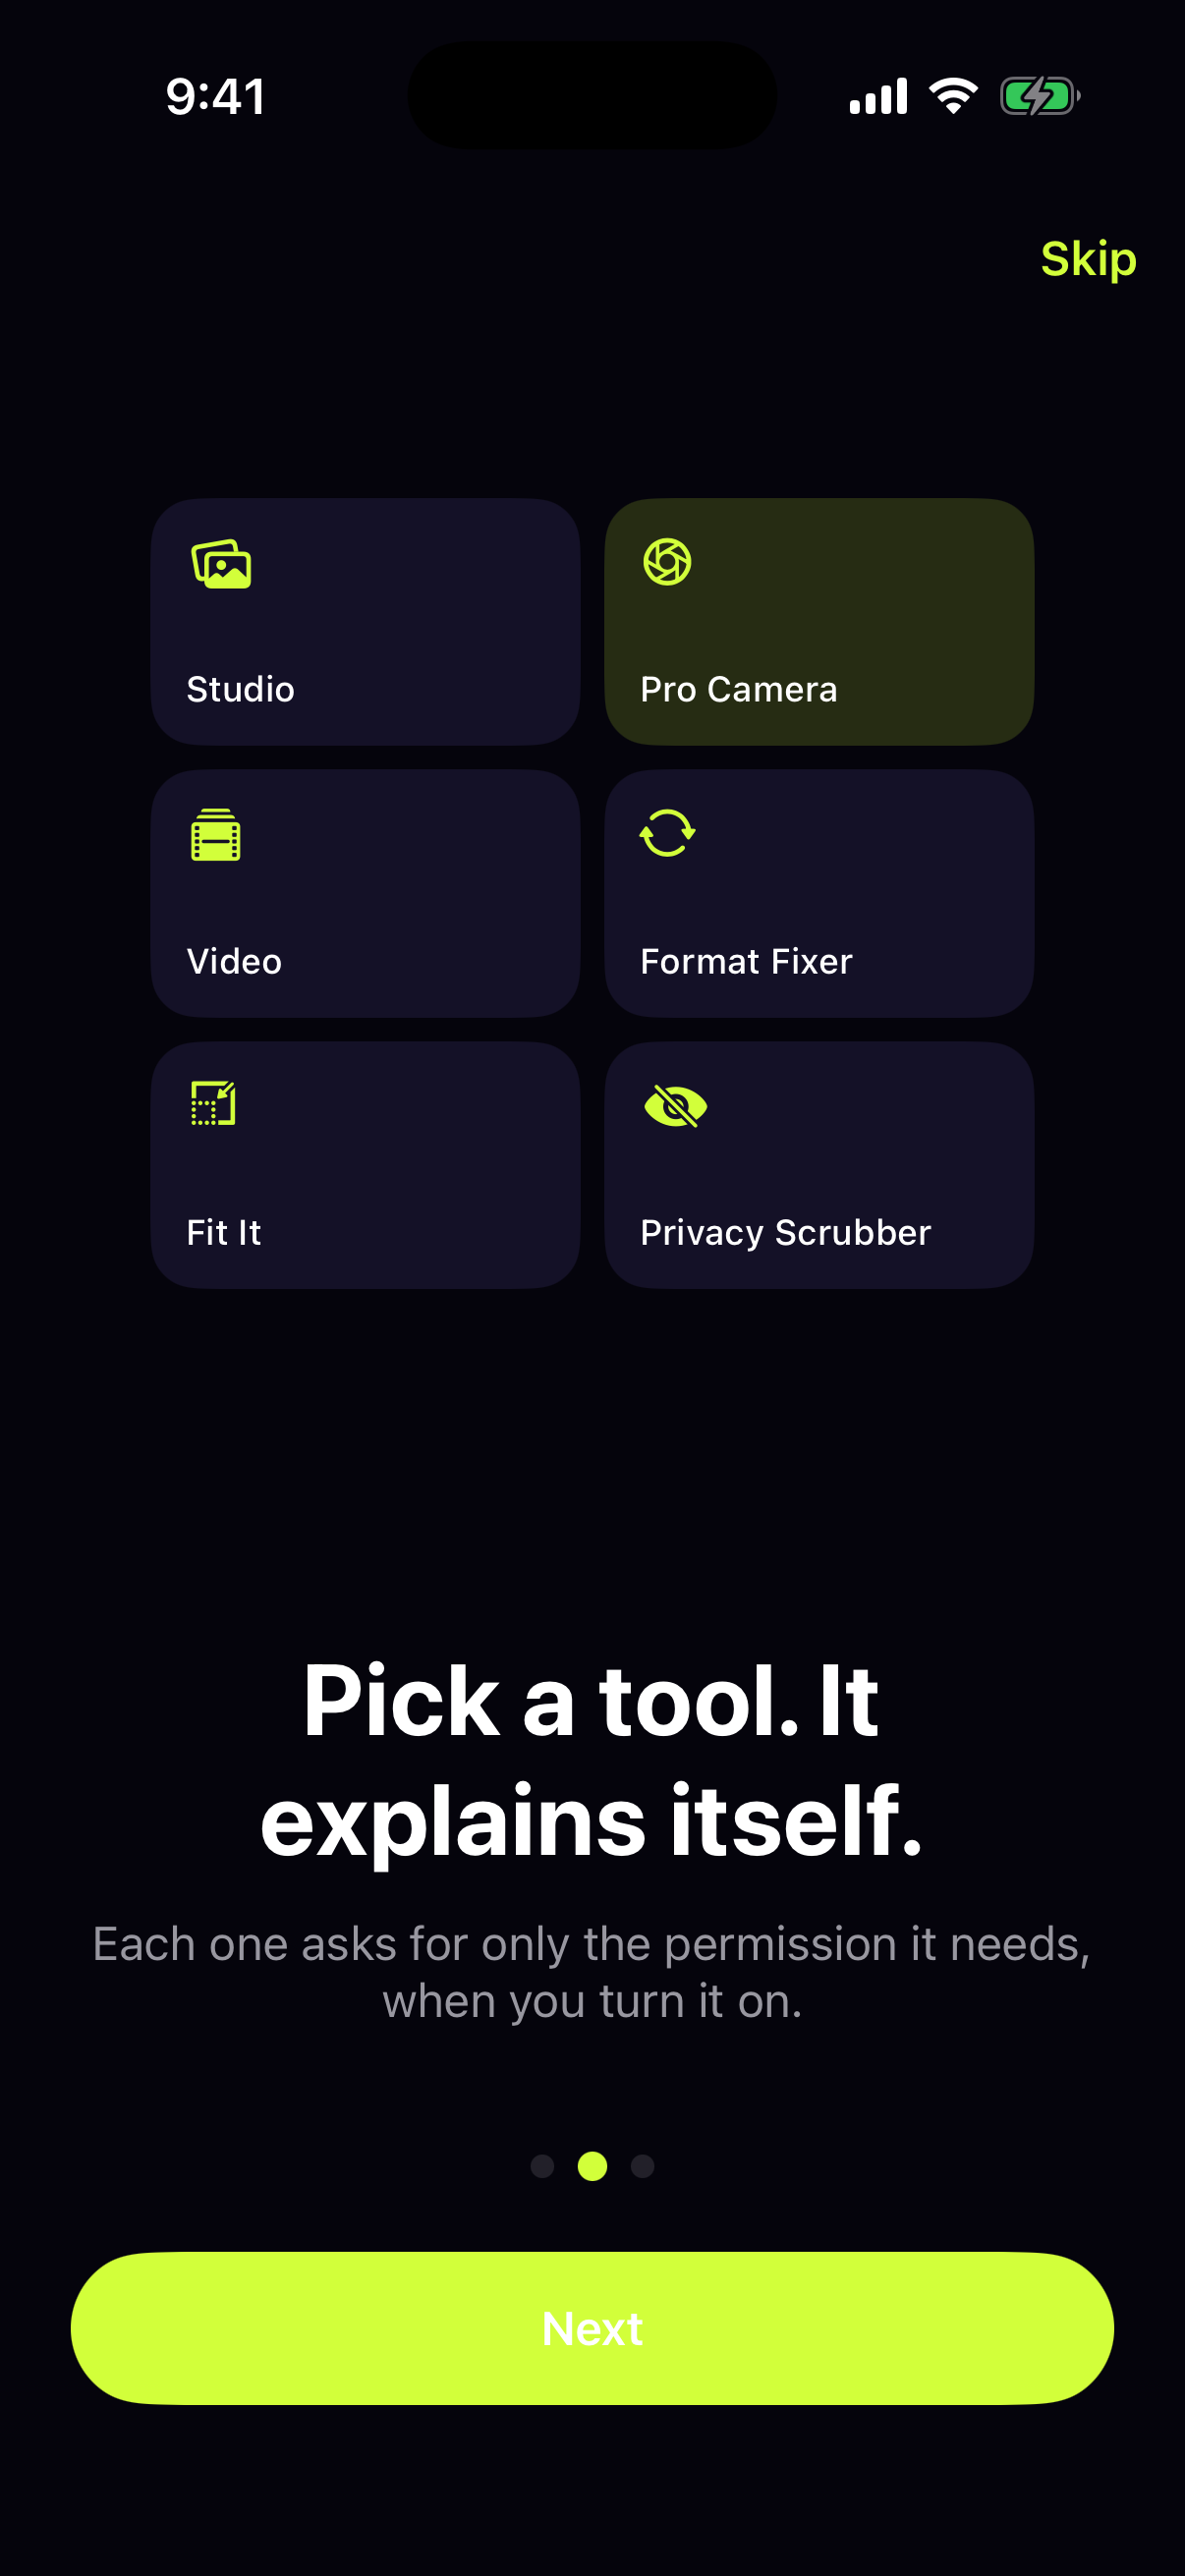 9:41
Skip
Studio
Pro Camera
Video
Format Fixer
Fit It
Privacy Scrubber
Pick a tool. It
explains itself.
Each one asks for only the permission it needs,
when you turn it on.
Next